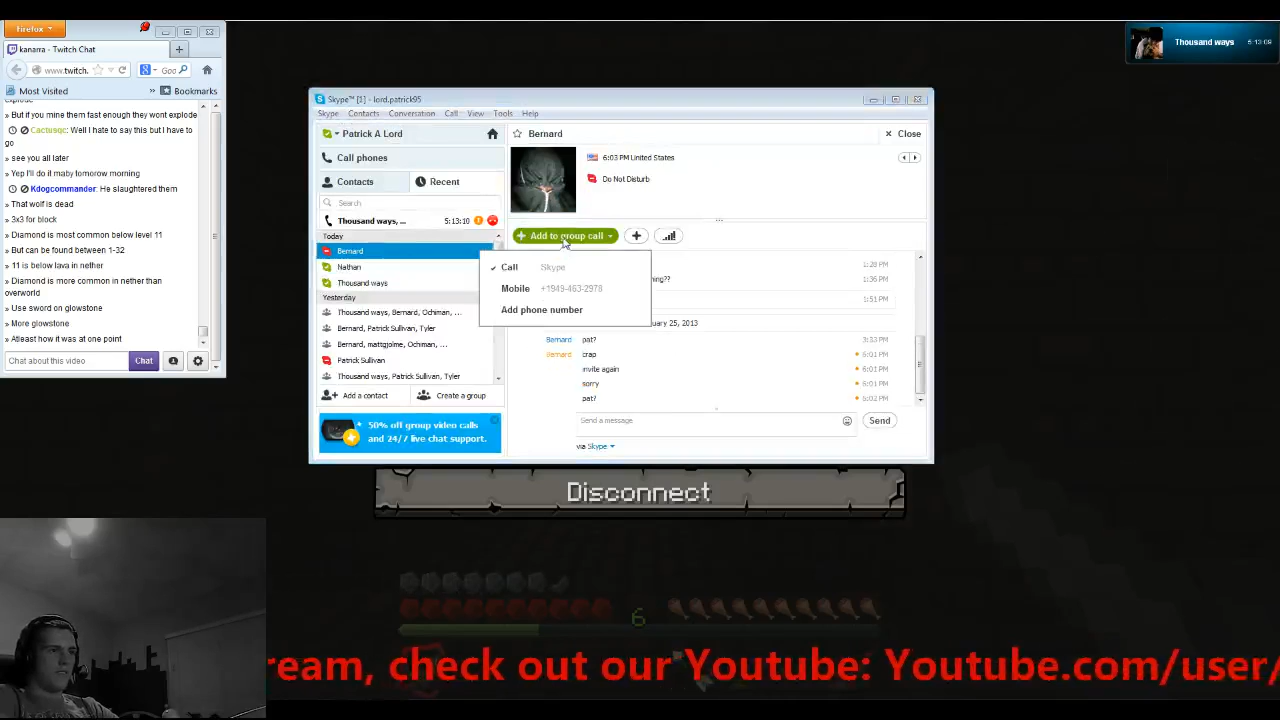 Firefox
kanarra - Twitch Chat
www.twitch.
Goo
Most Visited
Bookmarks
explode
» But if you mine them fast enough they wont explode
Cactusqc: Well I hate to say this but I have to
go
» see you all later
» Yep I'll do it maby tomorrow morning
Kdogcommander: He slaughtered them
» That wolf is dead
» 3x3 for block
» Diamond is most common below level 11
» But can be found between 1-32
» 11 is below lava in nether
» Diamond is more common in nether than
overworld
» Use sword on glowstone
» More glowstone
» Atleast how it was at one point
Chat about this video
Chat
Thousand ways
5:13:09
Skype™ [1] - lord.patrick95
Skype Contacts Conversation Call View Tools Help
Patrick A Lord
Call phones
Contacts
Recent
Search
Thousand ways, ... 5:13:10
Today
Bernard
Nathan
Thousand ways
Yesterday
Thousand ways, Bernard, Ochiman, ...
Bernard, Patrick Sullivan, Tyler
Bernard, mattgjolme, Ochiman, ...
Patrick Sullivan
Thousand ways, Patrick Sullivan, Tyler
Add a contact
Create a group
50% off group video calls
and 24/7 live chat support.
Bernard
Close
6:03 PM United States
Do Not Disturb
Add to group call
Call Skype
Mobile +1949-463-2978
Add phone number
1:28 PM
ning?? 1:36 PM
1:51 PM
uary 25, 2013
Bernard pat? 3:33 PM
Bernard crap 6:01 PM
invite again 6:01 PM
sorry 6:01 PM
pat? 6:02 PM
Send a message
Send
via Skype
Disconnect
6
ream, check out our Youtube: Youtube.com/user/